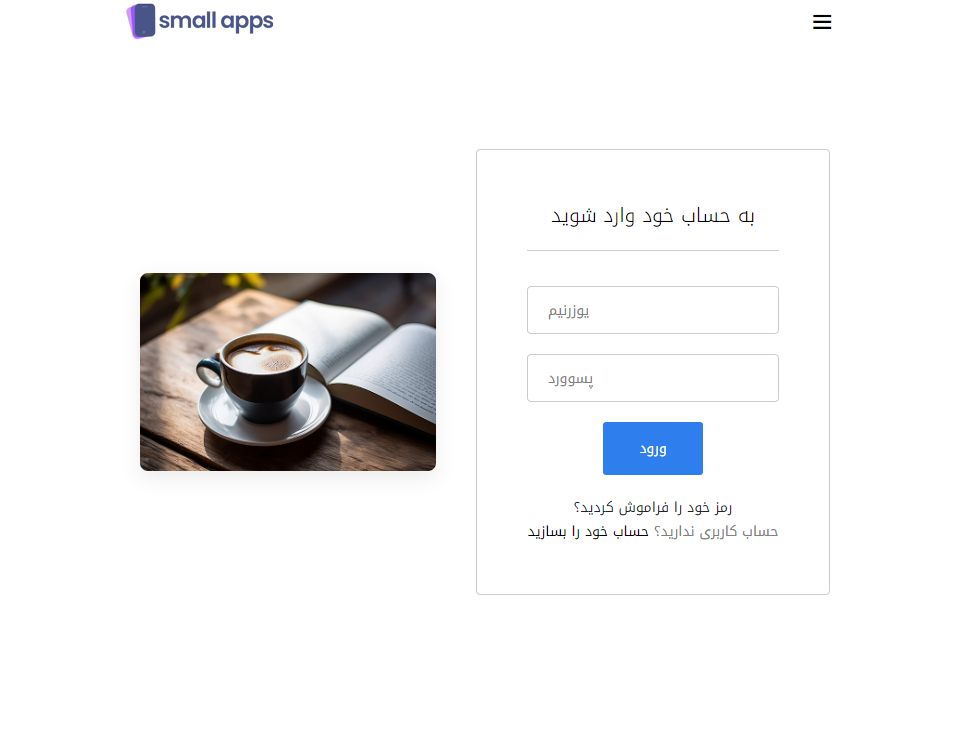 small apps
به حساب خود وارد شوید
یوزرنیم
پسوورد
ورود
رمز خود را فراموش کردید؟
حساب کاربری ندارید؟ حساب خود را بسازید